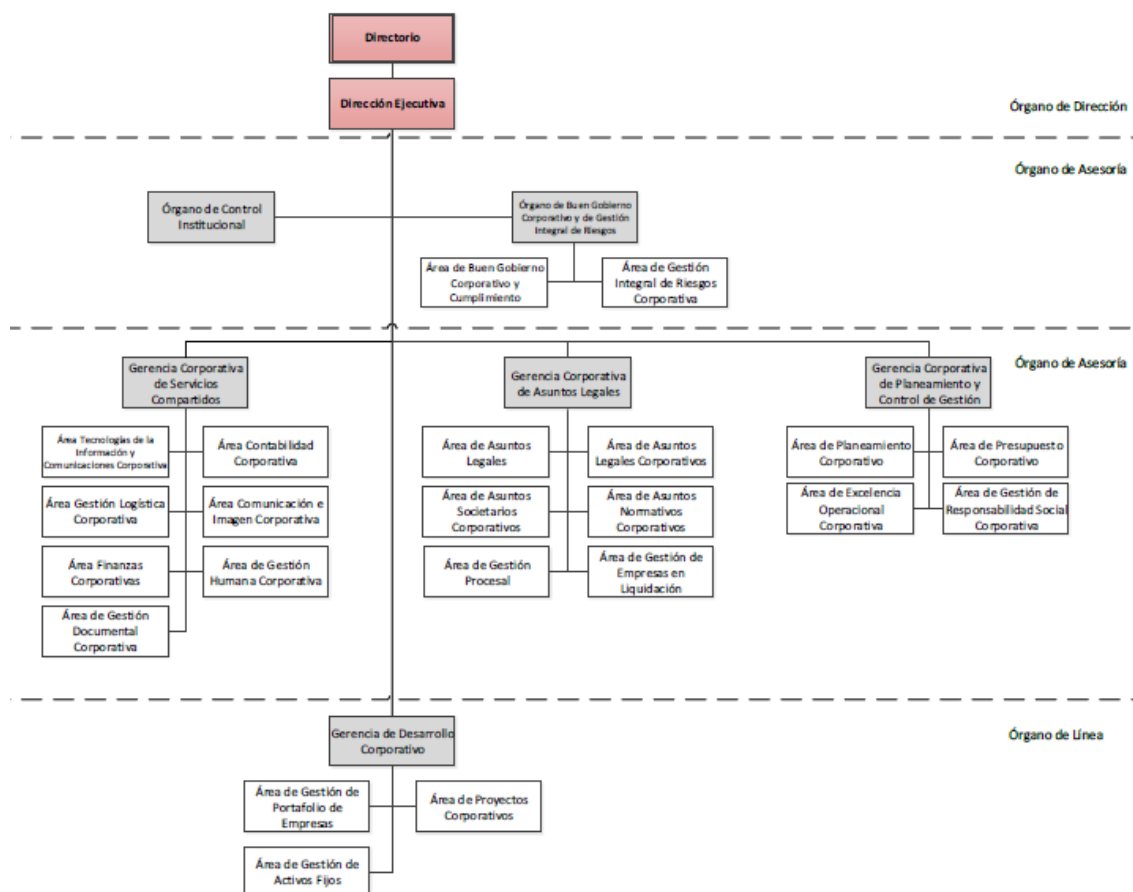 Directorio
Dirección Ejecutiva
Órgano de Dirección
Órgano de Asesoría
Órgano de Control
Institucional
Órgano de Buen Gobierno
Corporativo y de Gestión
Integral de Riesgos
Área de Buen Gobierno
Corporativo y
Cumplimiento
Área de Gestión
Integral de Riesgos
Corporativa
Órgano de Asesoría
Gerencia Corporativa
de Servicios
Compartidos
Gerencia Corporativa
de Asuntos Legales
Gerencia Corporativa
de Planeamiento y
Control de Gestión
Área Tecnologías de la
Información y
Comunicaciones Corporativa
Área Contabilidad
Corporativa
Área de Asuntos
Legales
Área de Asuntos
Legales Corporativos
Área de Planeamiento
Corporativo
Área de Presupuesto
Corporativo
Área Gestión Logística
Corporativa
Área Comunicación e
Imagen Corporativa
Área de Asuntos
Societarios
Corporativos
Área de Asuntos
Normativos
Corporativos
Área de Excelencia
Operacional
Corporativa
Área de Gestión de
Responsabilidad Social
Corporativa
Área Finanzas
Corporativas
Área de Gestión
Humana Corporativa
Área de Gestión
Procesal
Área de Gestión de
Empresas en
Liquidación
Área de Gestión
Documental
Corporativa
Gerencia de Desarrollo
Corporativo
Órgano de Línea
Área de Gestión de
Portafolio de
Empresas
Área de Proyectos
Corporativos
Área de Gestión de
Activos Fijos